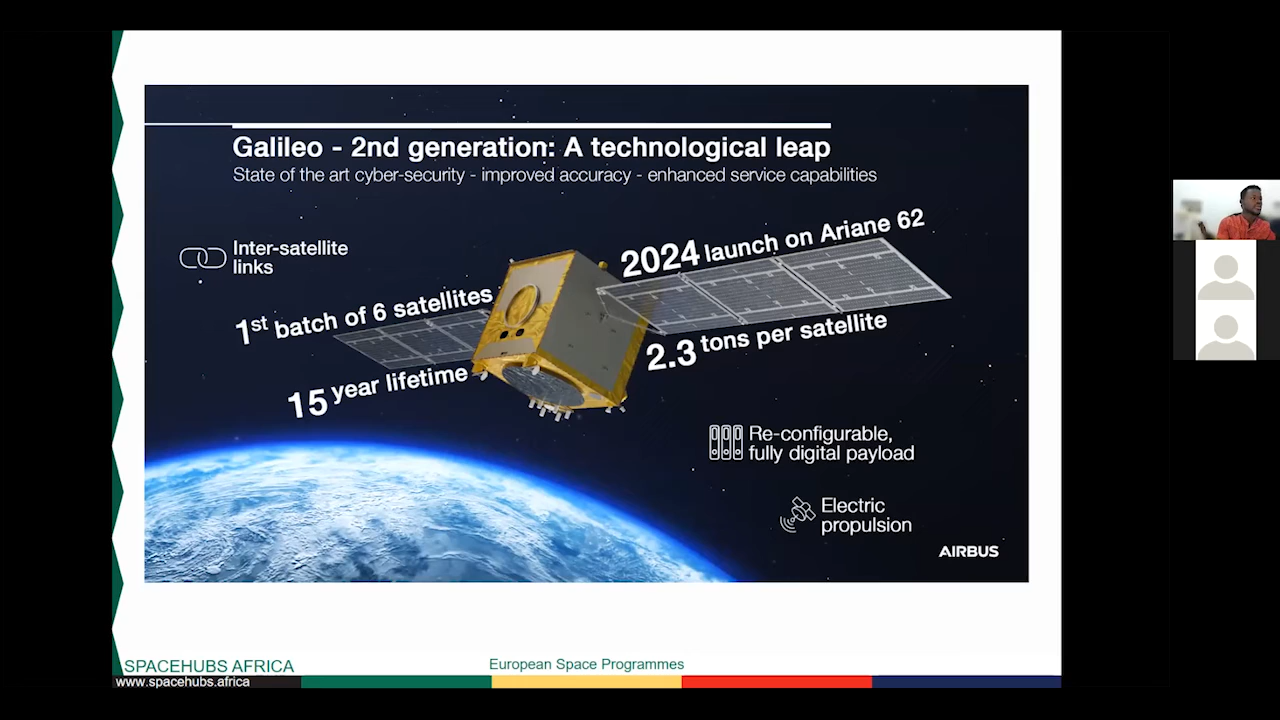 Galileo - 2nd generation: A technological leap
State of the art cyber-security - improved accuracy - enhanced service capabilities
Inter-satellite
links
2024 launch on Ariane 62
1st batch of 6 satellites
2.3 tons per satellite
15 year lifetime
Re-configurable,
fully digital payload
Electric
propulsion
AIRBUS
SPACEHUBS AFRICA
European Space Programmes
www.spacehubs.africa